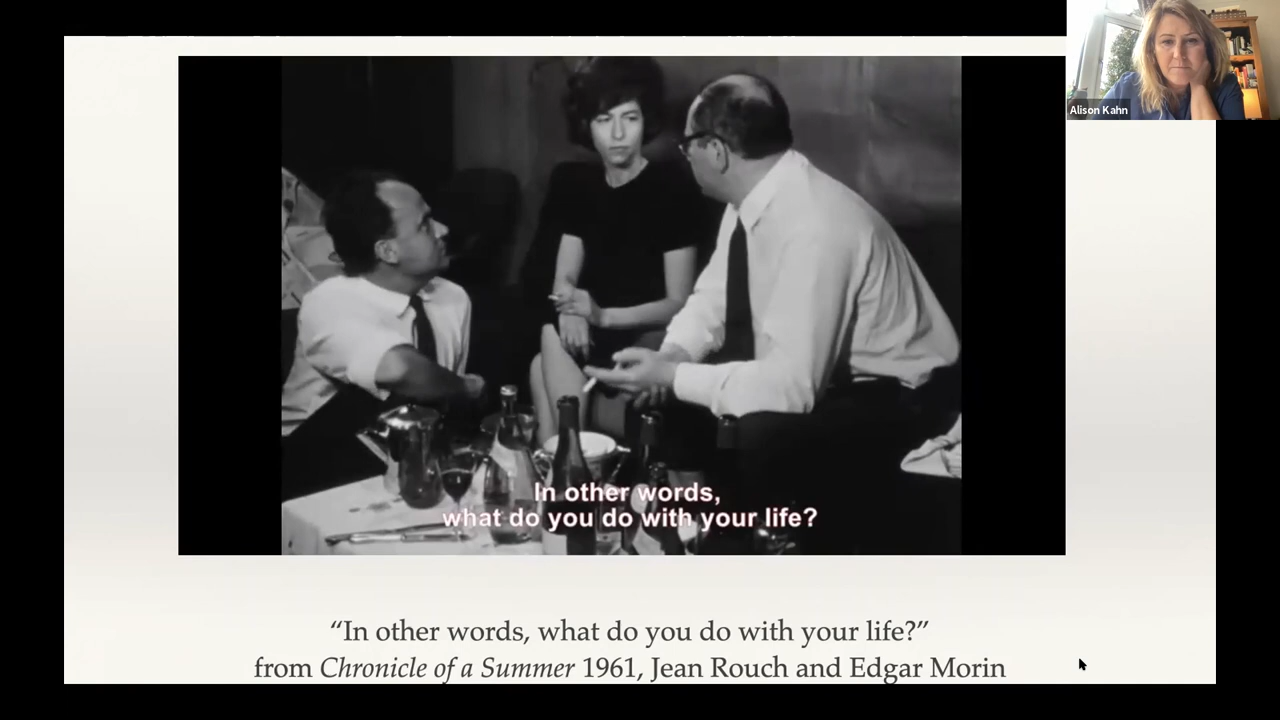 Alison Kahn
In other words,
what do you do with your life?
“In other words, what do you do with your life?”
from Chronicle of a Summer 1961, Jean Rouch and Edgar Morin